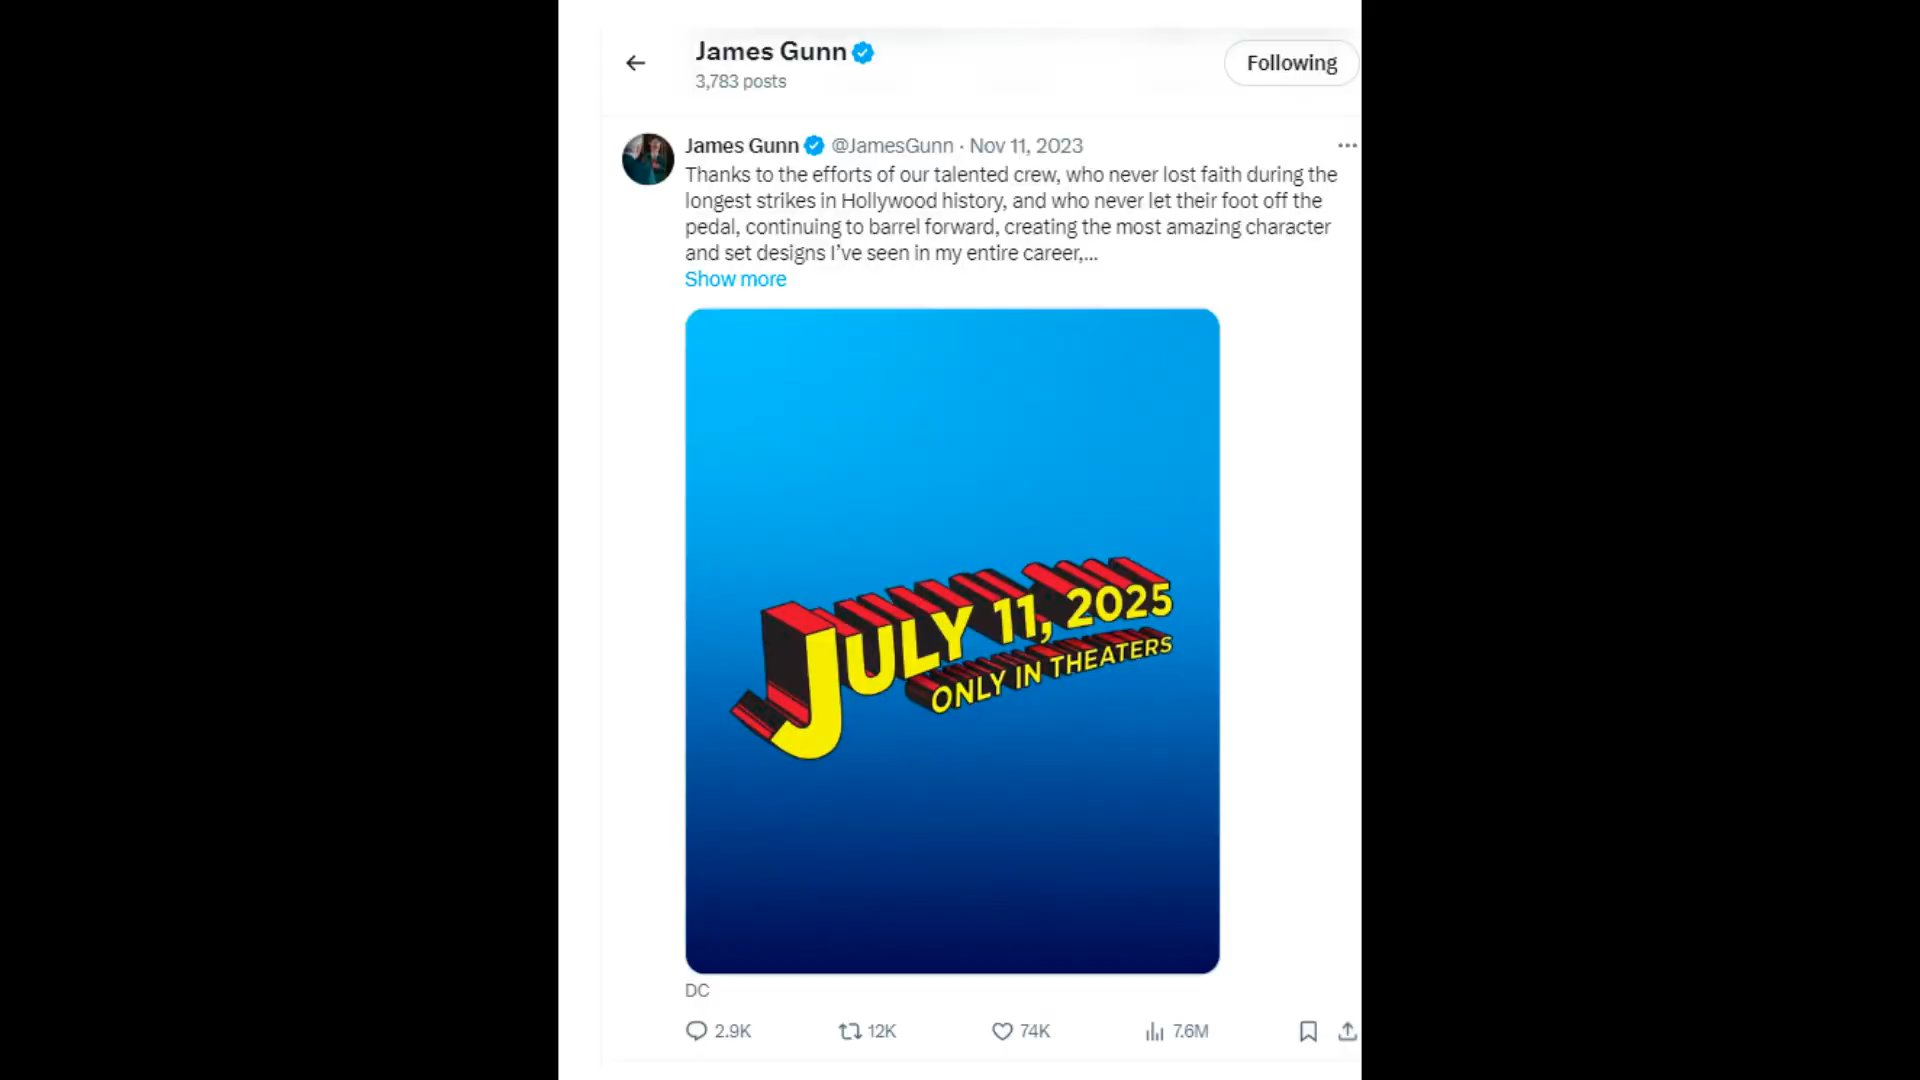 James Gunn
3,783 posts
Following
James Gunn @JamesGunn · Nov 11, 2023
Thanks to the efforts of our talented crew, who never lost faith during the
longest strikes in Hollywood history, and who never let their foot off the
pedal, continuing to barrel forward, creating the most amazing character
and set designs I’ve seen in my entire career,...
Show more
JULY 11, 2025
ONLY IN THEATERS
DC
2.9K 12K 74K 7.6M